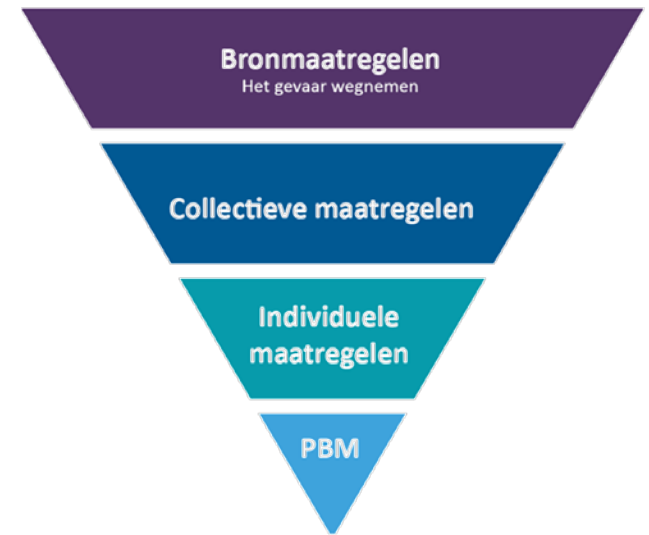 Bronmaatregelen
Het gevaar wegnemen
Collectieve maatregelen
Individuele
maatregelen
PBM